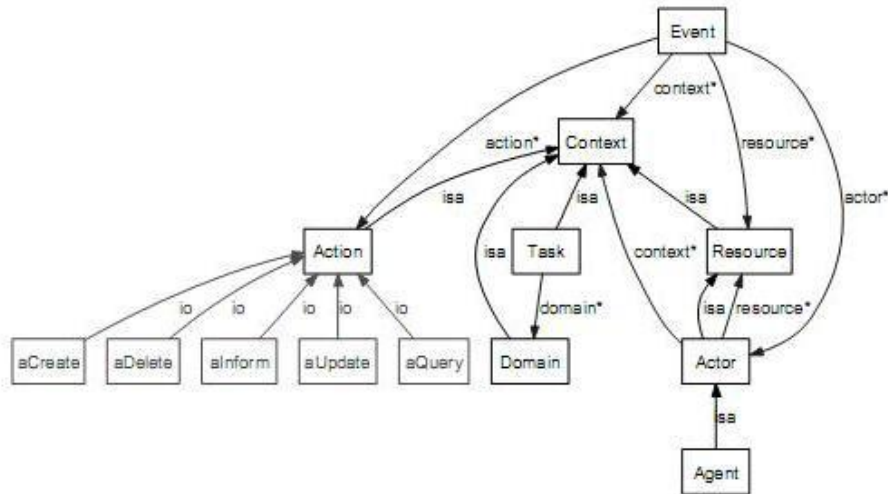 Event
context*
action*
Context
resource*
actor*
isa
isa
isa
Action
isa
Task
context*
Resource
io
io
io
io
io
domain*
isa
resource*
aCreate
aDelete
aInform
aUpdate
aQuery
Domain
Actor
isa
Agent